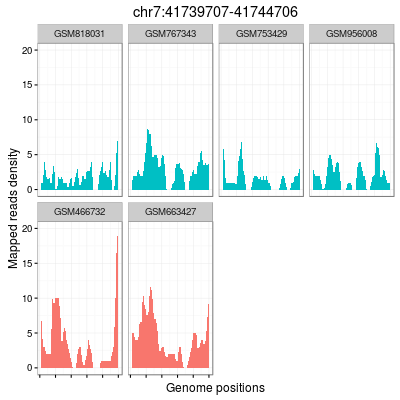 chr7:41739707-41744706
GSM818031 GSM767343 GSM753429 GSM956008
20
15
10
5
0
GSM466732 GSM663427
20
15
10
5
0
Mapped reads density
Genome positions